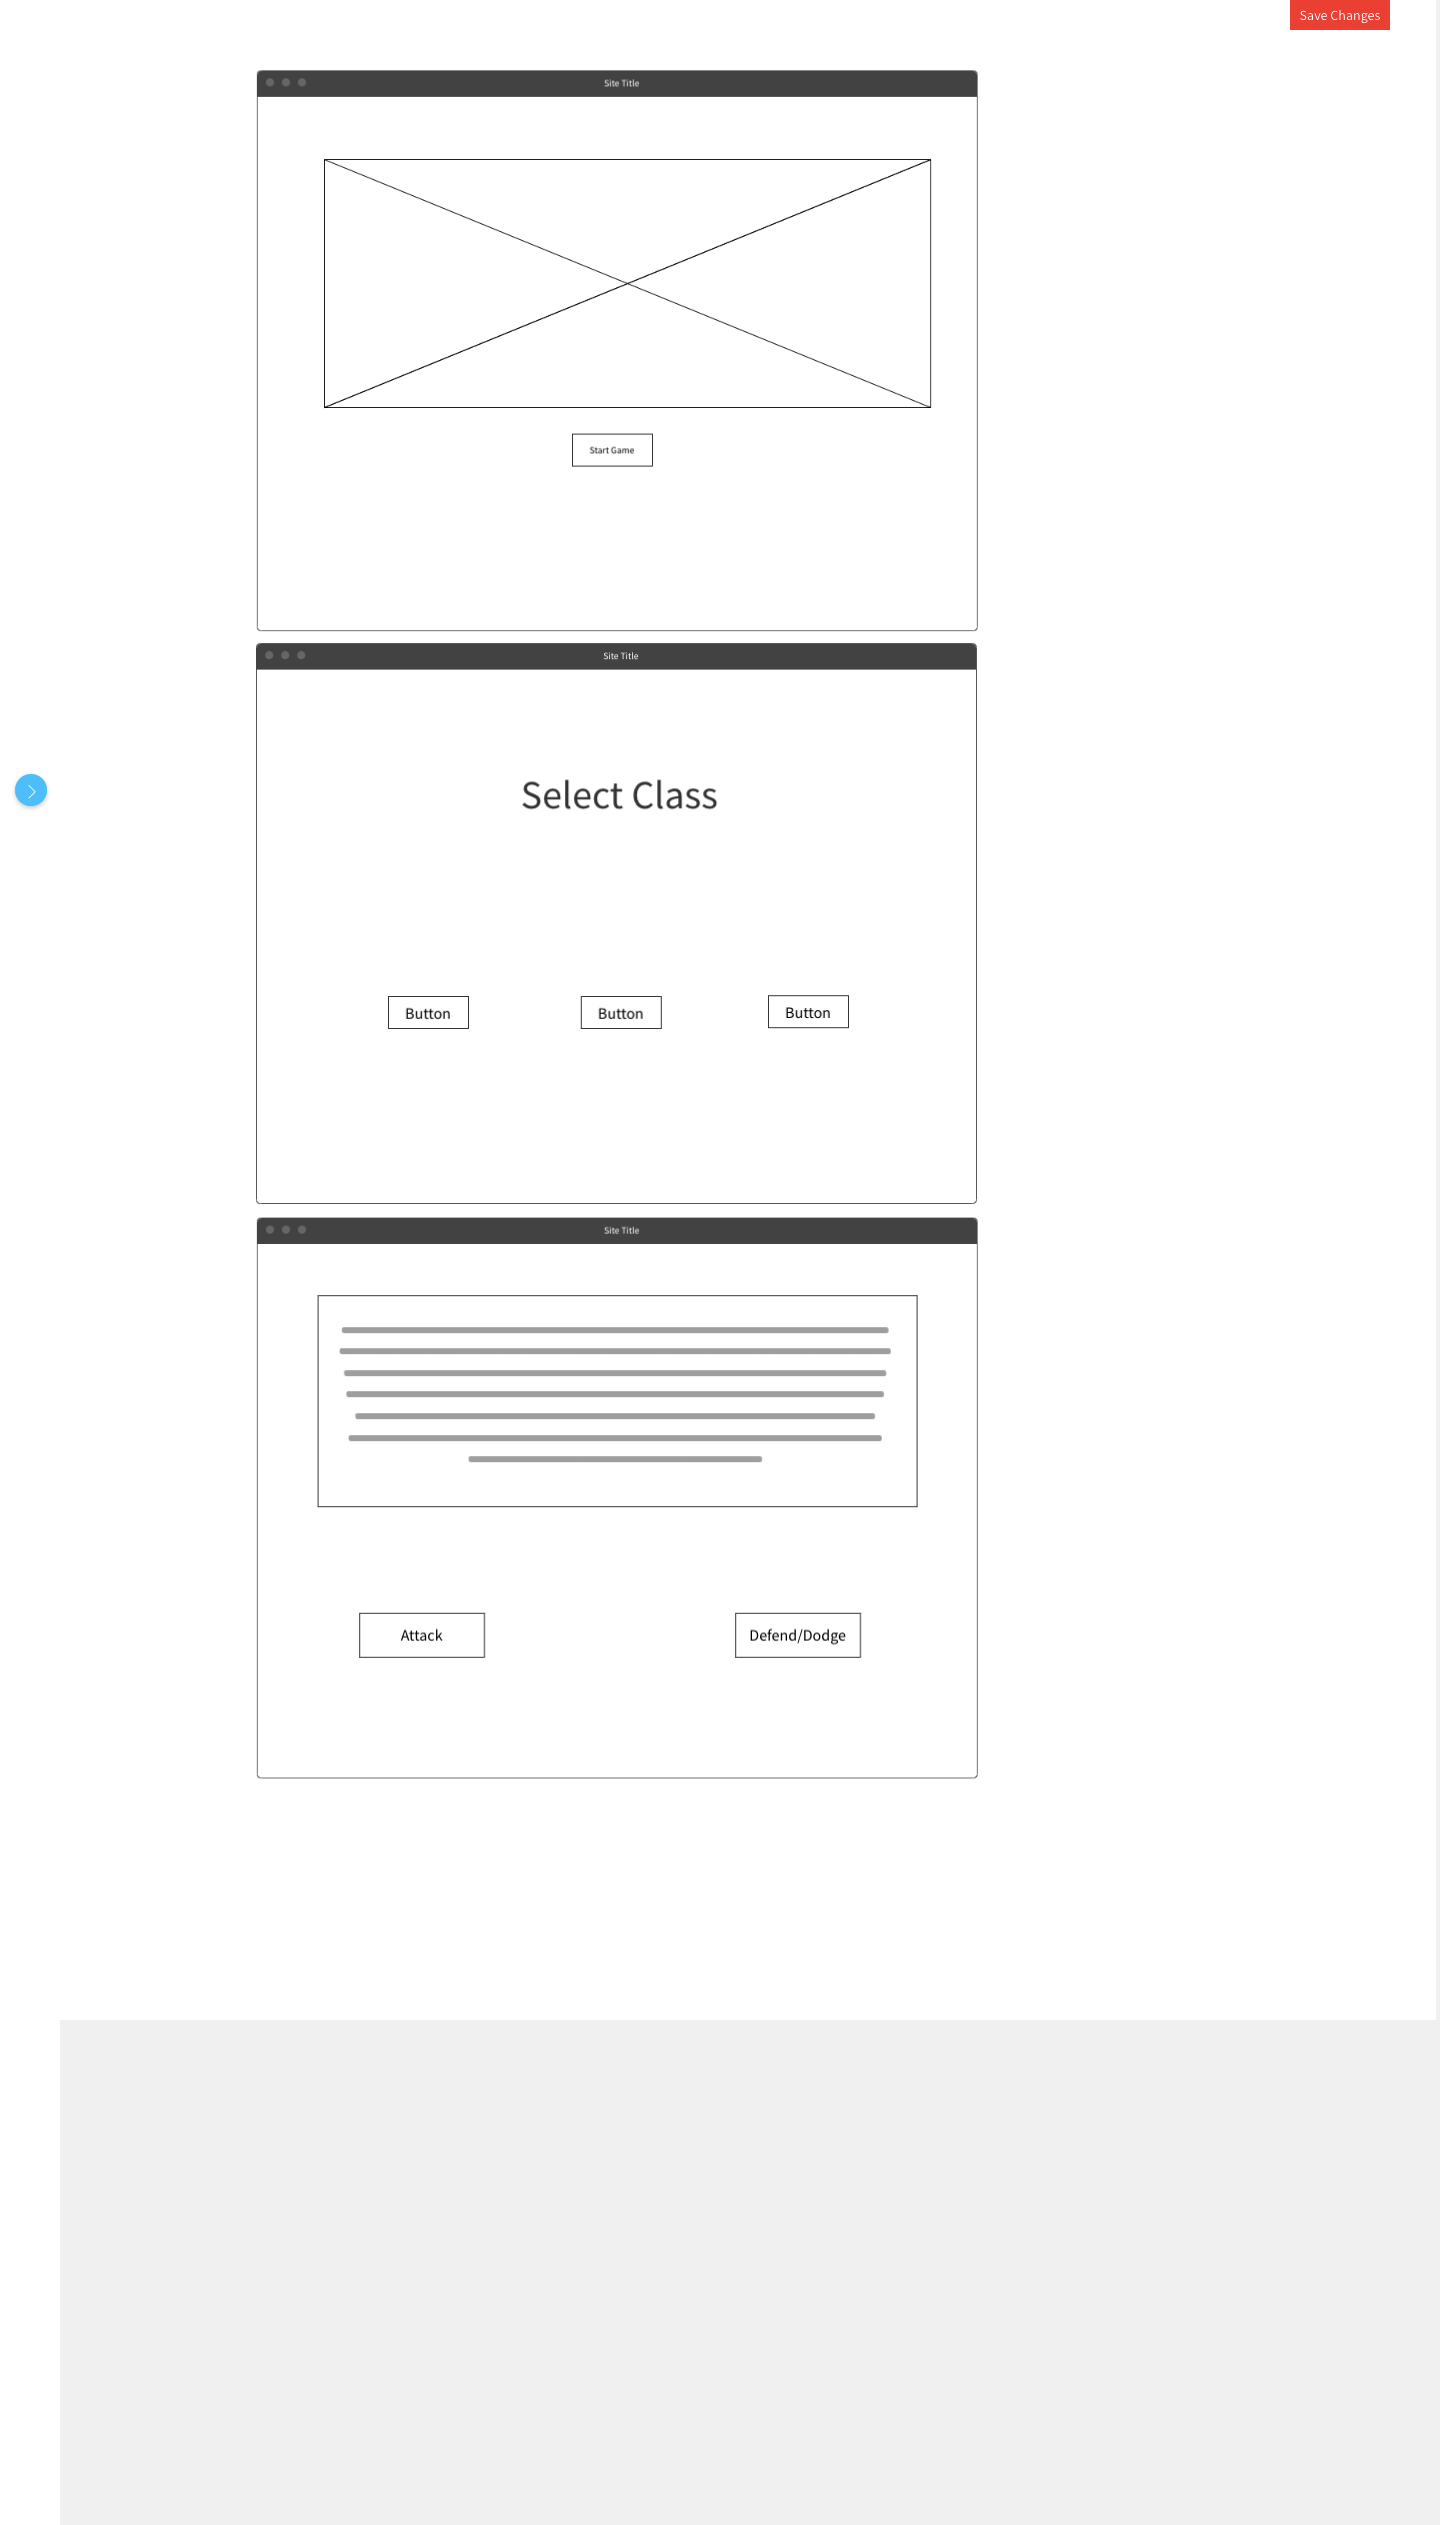 Save Changes
Site Title
Start Game
Site Title
Select Class
Button Button Button
Site Title
Attack Defend/Dodge